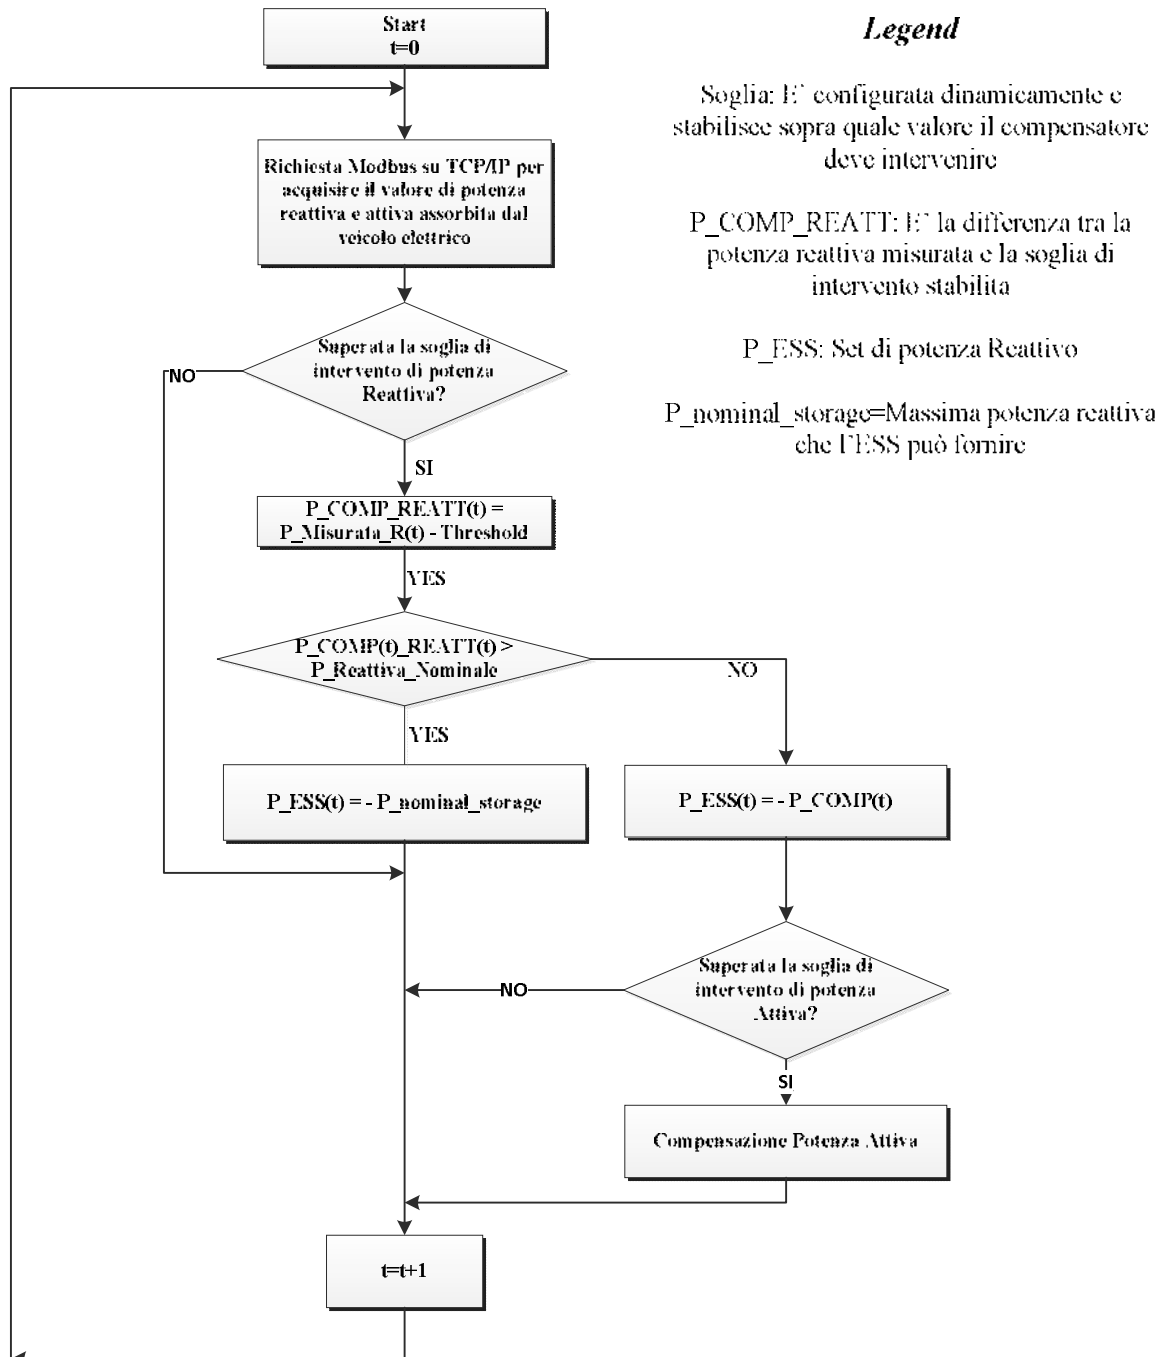 Start
t=0
Richiesta Modbus su TCP/IP per
acquisire il valore di potenza
reattiva e attiva assorbita dal
veicolo elettrico
Superata la soglia di
intervento di potenza
Reattiva?
NO
SI
P_COMP_REATT(t) =
P_Misurata_R(t) - Threshold
YES
P_COMP(t)_REATT(t) >
P_Reattiva_Nominale
NO
YES
P_ESS(t) = - P_nominal_storage
P_ESS(t) = - P_COMP(t)
Superata la soglia di
intervento di potenza
Attiva?
NO
SI
Compensazione Potenza Attiva
t=t+1
Legend
Soglia: E' configurata dinamicamente e
stabilisce sopra quale valore il compensatore
deve intervenire
P_COMP_REATT: E' la differenza tra la
potenza reattiva misurata e la soglia di
intervento stabilita
P_ESS: Set di potenza Reattivo
P_nominal_storage=Massima potenza reattiva
che l'ESS può fornire